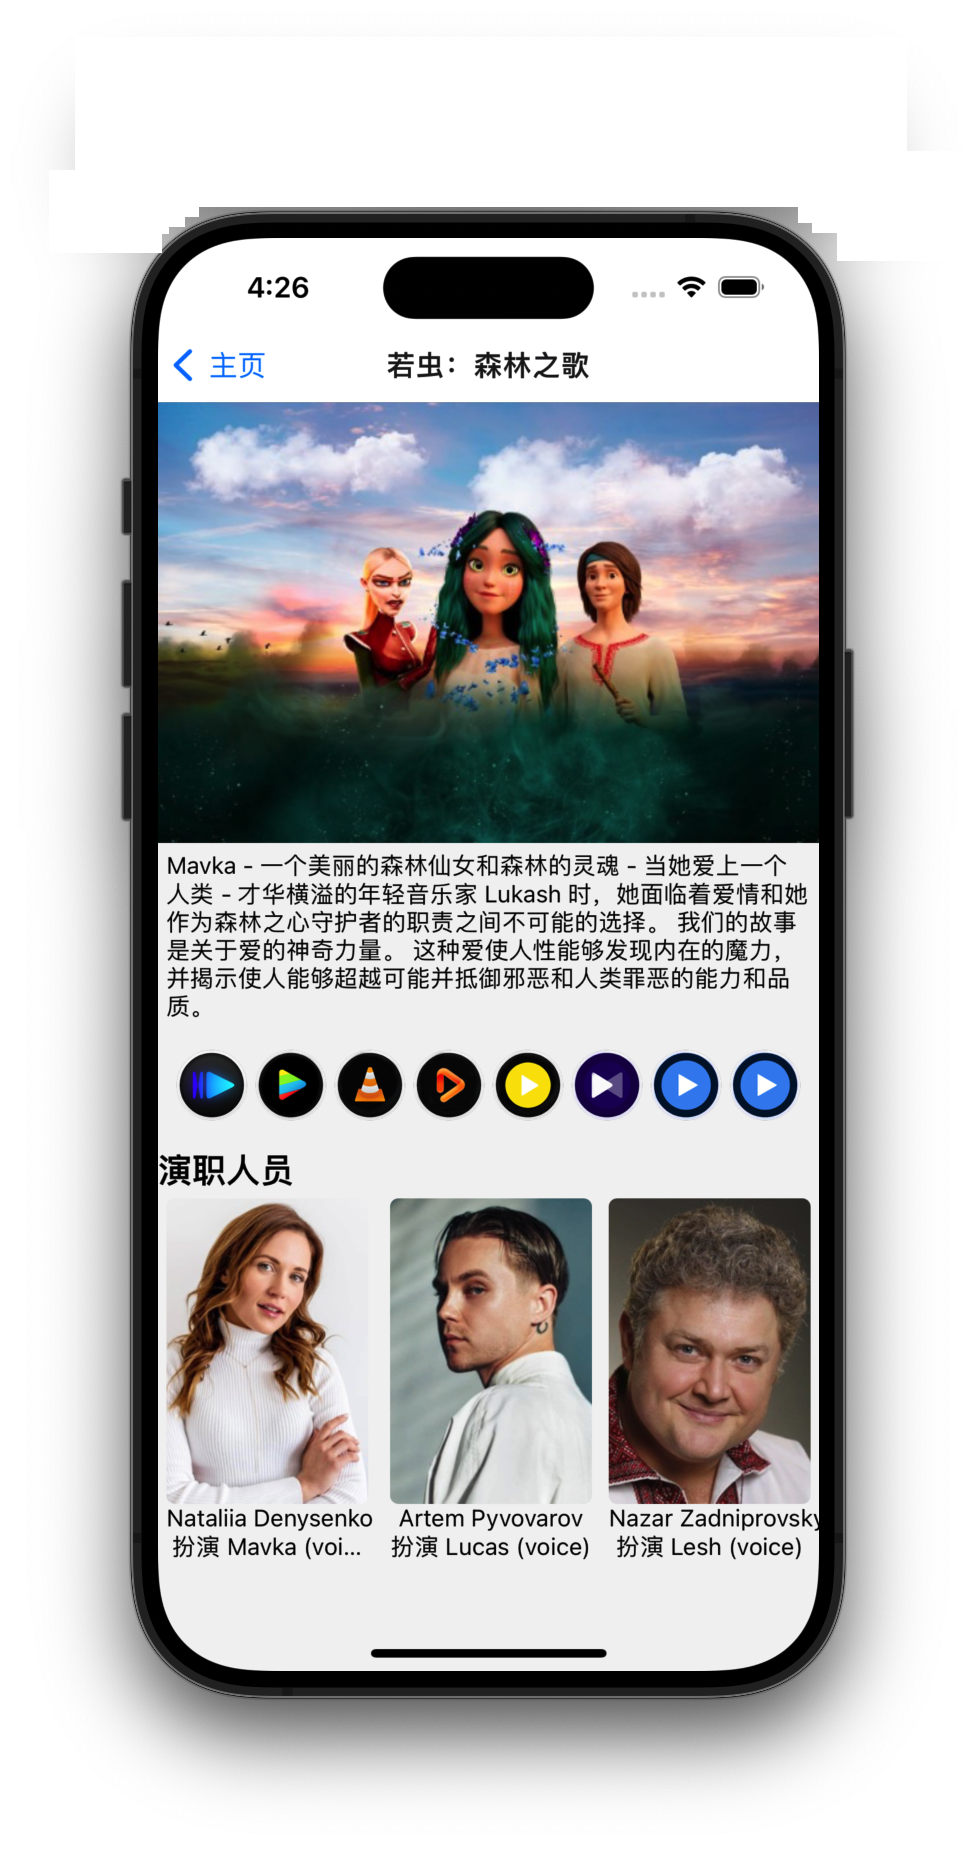 4:26
主页
若虫：森林之歌
Mavka - 一个美丽的森林仙女和森林的灵魂 - 当她爱上一个
人类 - 才华横溢的年轻音乐家 Lukash 时，她面临着爱情和她
作为森林之心守护者的职责之间不可能的选择。 我们的故事
是关于爱的神奇力量。 这种爱使人性能够发现内在的魔力，
并揭示使人能够超越可能并抵御邪恶和人类罪恶的能力和品
质。
演职人员
Nataliia Denysenko
扮演 Mavka (voi...
Artem Pyvovarov
扮演 Lucas (voice)
Nazar Zadniprovsky
扮演 Lesh (voice)